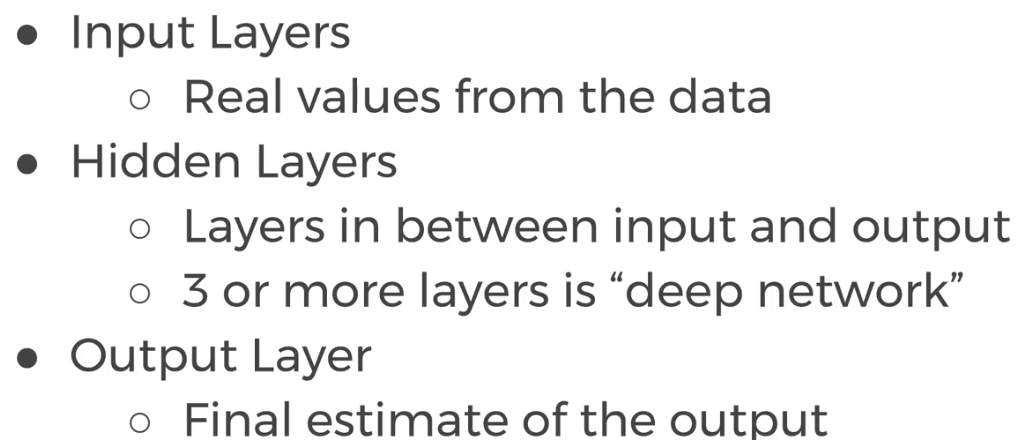 ● Input Layers
○ Real values from the data
● Hidden Layers
○ Layers in between input and output
○ 3 or more layers is “deep network”
● Output Layer
○ Final estimate of the output